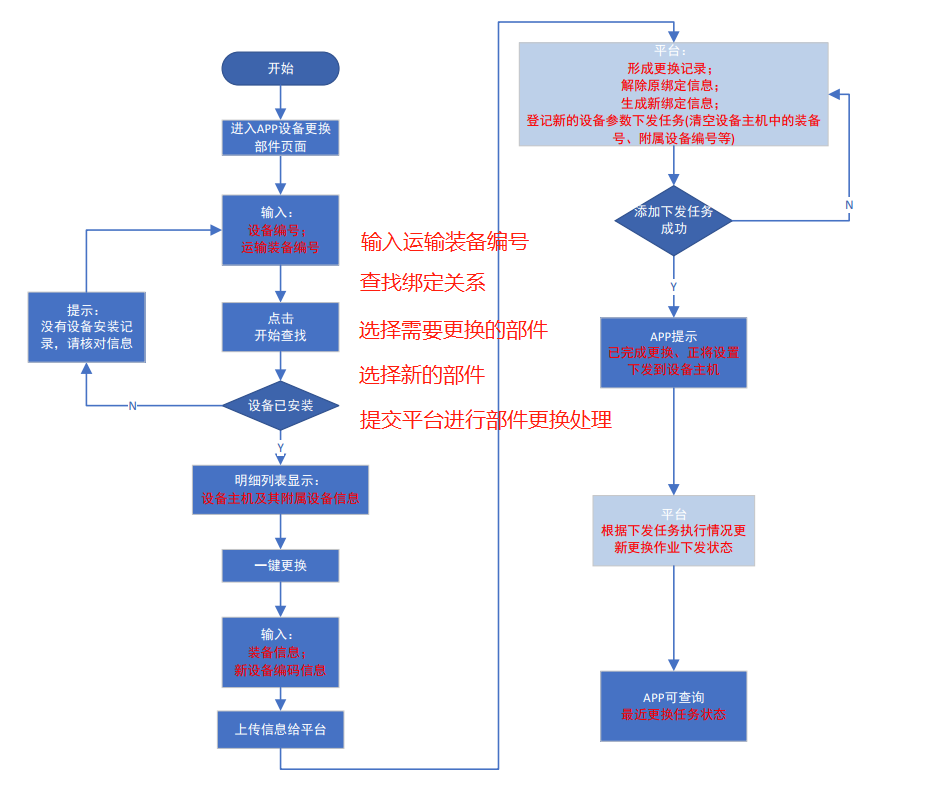 开始
进入APP设备更换
部件页面
输入：
设备编号；
运输装备编号
点击
开始查找
提示：
没有设备安装记
录，请核对信息
设备已安装
N
Y
明细列表显示：
设备主机及其附属设备信息
一键更换
输入：
装备信息；
新设备编码信息
上传信息给平台
输入运输装备编号
查找绑定关系
选择需要更换的部件
选择新的部件
提交平台进行部件更换处理
平台：
形成更换记录；
解除原绑定信息；
生成新绑定信息；
登记新的设备参数下发任务(清空设备主机中的装备
号、附属设备编号等)
添加下发任务
成功
N
Y
APP提示
已完成更换、正将设置
下发到设备主机
平台
根据下发任务执行情况更
新更换作业下发状态
APP可查询
最近更换任务状态